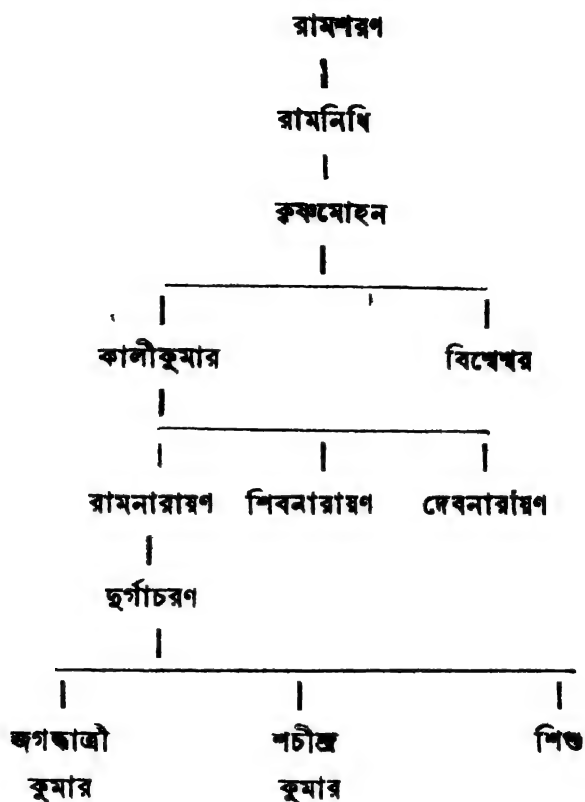 রামশরণ
রামনিধি
কৃষ্ণমোহন
কালীকুমার বিশ্বেশ্বর
রামনারায়ণ শিবনারায়ণ দেবনারায়ণ
দুর্গাচরণ
জগদ্ধাত্রী শচীন্দ্র শিশু
কুমার কুমার